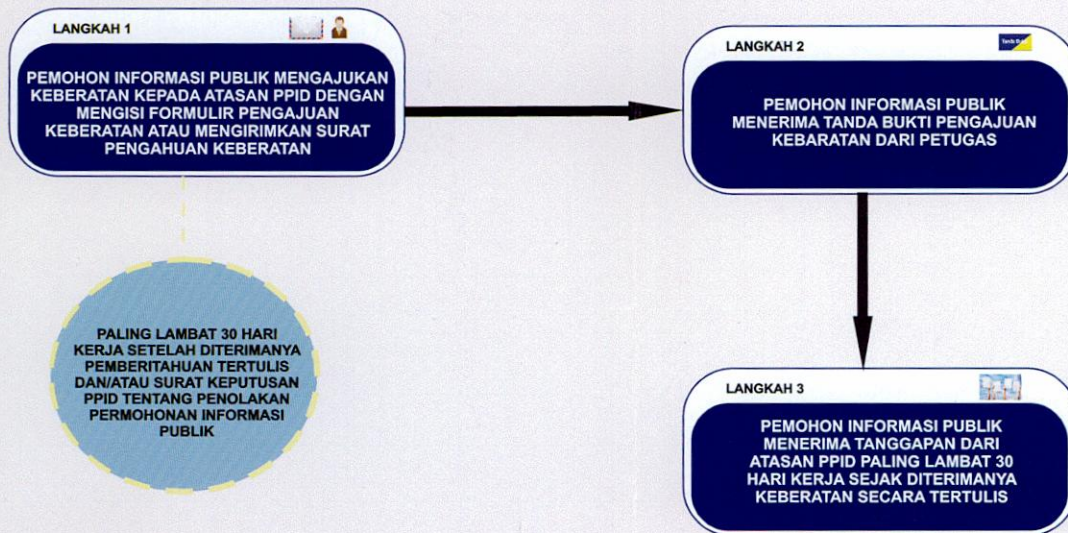 LANGKAH 1
PEMOHON INFORMASI PUBLIK MENGAJUKAN
KEBERATAN KEPADA ATASAN PPID DENGAN
MENGISI FORMULIR PENGAJUAN
KEBERATAN ATAU MENGIRIMKAN SURAT
PENGAHUAN KEBERATAN
PALING LAMBAT 30 HARI
KERJA SETELAH DITERIMANYA
PEMBERITAHUAN TERTULIS
DAN/ATAU SURAT KEPUTUSAN
PPID TENTANG PENOLAKAN
PERMOHONAN INFORMASI
PUBLIK
LANGKAH 2
PEMOHON INFORMASI PUBLIK
MENERIMA TANDA BUKTI PENGAJUAN
KEBARATAN DARI PETUGAS
LANGKAH 3
PEMOHON INFORMASI PUBLIK
MENERIMA TANGGAPAN DARI
ATASAN PPID PALING LAMBAT 30
HARI KERJA SEJAK DITERIMANYA
KEBERATAN SECARA TERTULIS